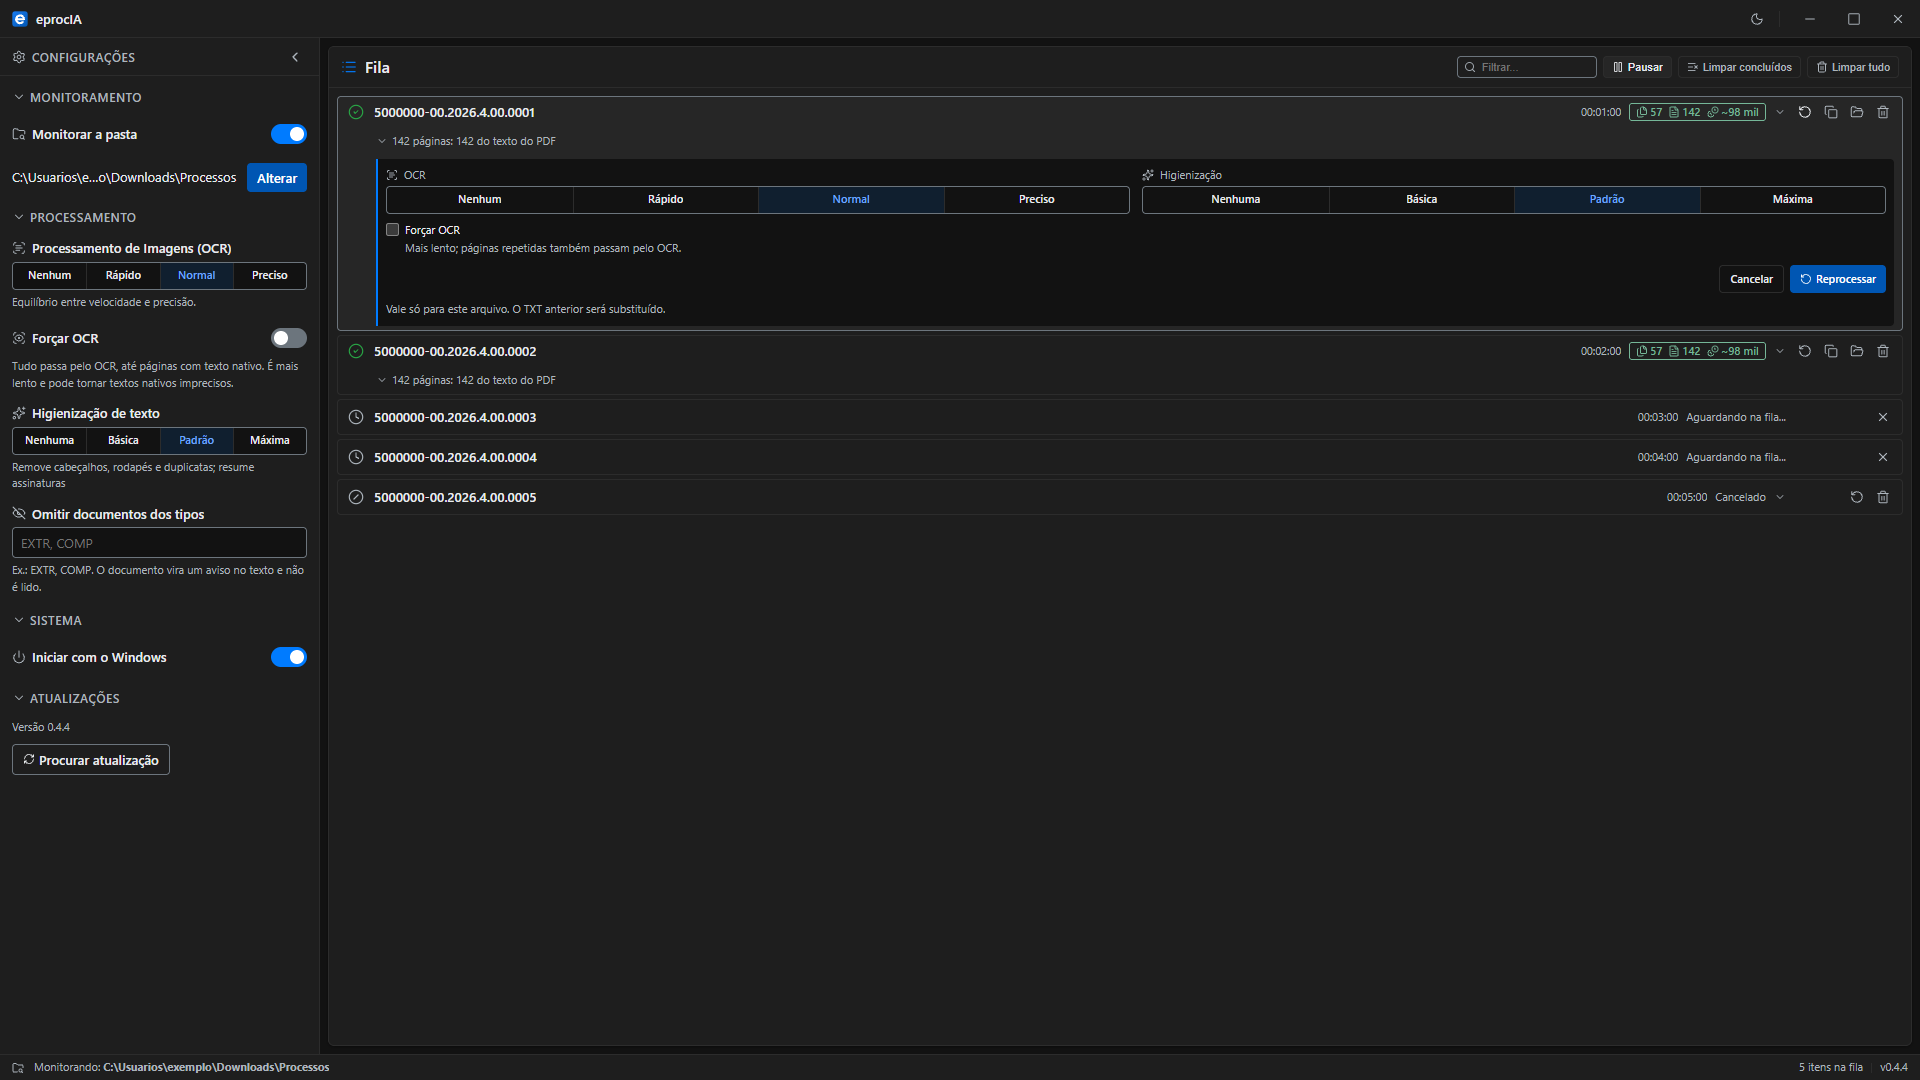 eprocIA
CONFIGURAÇÕES
MONITORAMENTO
Monitorar a pasta
C:\Usuarios\e...o\Downloads\Processos
Alterar
PROCESSAMENTO
Processamento de Imagens (OCR)
Nenhum Rápido Normal Preciso
Equilíbrio entre velocidade e precisão.
Forçar OCR
Tudo passa pelo OCR, até páginas com texto nativo. É mais
lento e pode tornar textos nativos imprecisos.
Higienização de texto
Nenhuma Básica Padrão Máxima
Remove cabeçalhos, rodapés e duplicatas; resume
assinaturas
Omitir documentos dos tipos
EXTR, COMP
Ex.: EXTR, COMP. O documento vira um aviso no texto e não
é lido.
SISTEMA
Iniciar com o Windows
ATUALIZAÇÕES
Versão 0.4.4
Procurar atualização
Fila
Filtrar...
Pausar
Limpar concluídos
Limpar tudo
5000000-00.2026.4.00.0001
00:01:00 57 142 ~98 mil
142 páginas: 142 do texto do PDF
OCR
Nenhum Rápido Normal Preciso
Higienização
Nenhuma Básica Padrão Máxima
Forçar OCR
Mais lento; páginas repetidas também passam pelo OCR.
Cancelar
Reprocessar
Vale só para este arquivo. O TXT anterior será substituído.
5000000-00.2026.4.00.0002
00:02:00 57 142 ~98 mil
142 páginas: 142 do texto do PDF
5000000-00.2026.4.00.0003
00:03:00 Aguardando na fila...
5000000-00.2026.4.00.0004
00:04:00 Aguardando na fila...
5000000-00.2026.4.00.0005
00:05:00 Cancelado
Monitorando: C:\Usuarios\exemplo\Downloads\Processos
5 itens na fila
v0.4.4